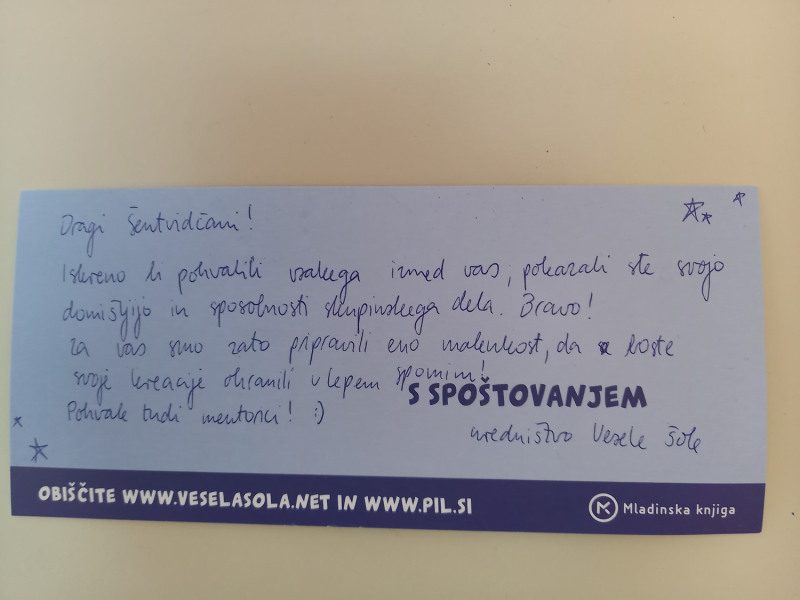 Dragi Šentvidčani!
Iskreno bi pohvalili vsakega izmed vas, pokazali ste svojo
domišljijo in sposobnosti skupinskega dela. Bravo!
Za vas smo zato pripravili eno malenkost, da boste
svoje kreacije ohranili v lepem spominu!
S SPOŠTOVANJEM
Pohvale tudi mentorici! :)
uredništvo Vesele šole
OBIŠČITE WWW.VESELASOLA.NET IN WWW.PIL.SI
Mladinska knjiga